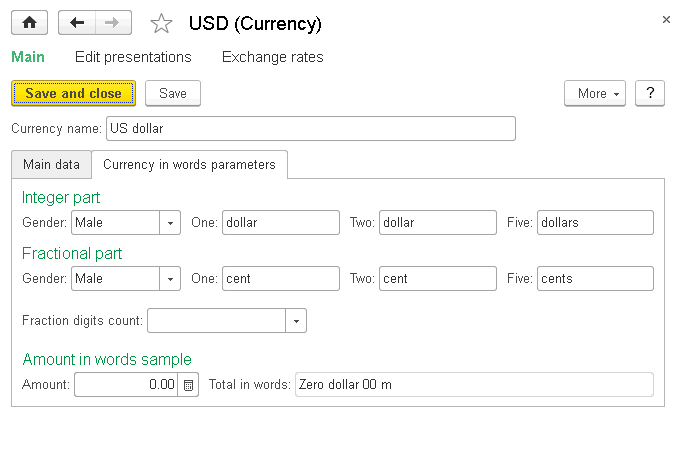 USD (Currency)
Main Edit presentations Exchange rates
Save and close Save More ?
Currency name: US dollar
Main data Currency in words parameters
Integer part
Gender: Male One: dollar Two: dollar Five: dollars
Fractional part
Gender: Male One: cent Two: cent Five: cents
Fraction digits count:
Amount in words sample
Amount: 0.00 Total in words: Zero dollar 00 m